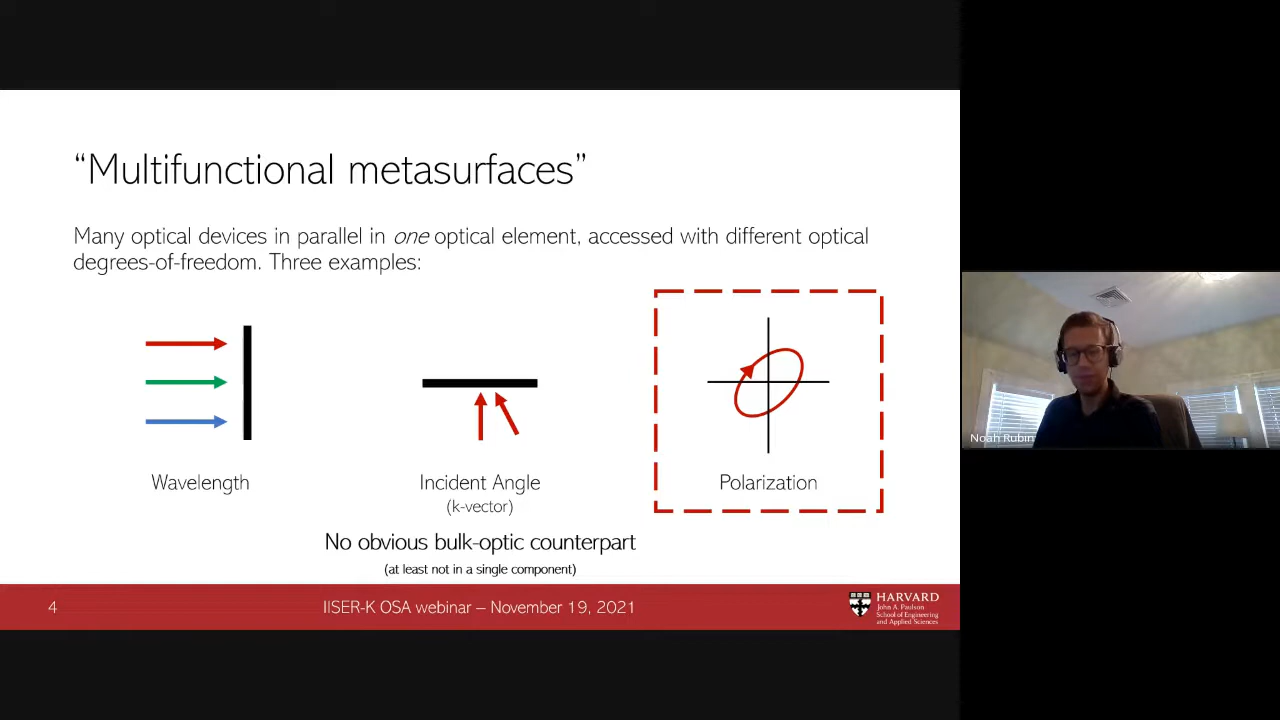 “Multifunctional metasurfaces”
Many optical devices in parallel in one optical element, accessed with different optical
degrees-of-freedom. Three examples:
Wavelength
Incident Angle
(k-vector)
Polarization
No obvious bulk-optic counterpart
(at least not in a single component)
4
IISER-K OSA webinar – November 19, 2021
HARVARD
John A. Paulson
School of Engineering
and Applied Sciences
Noah Rubin